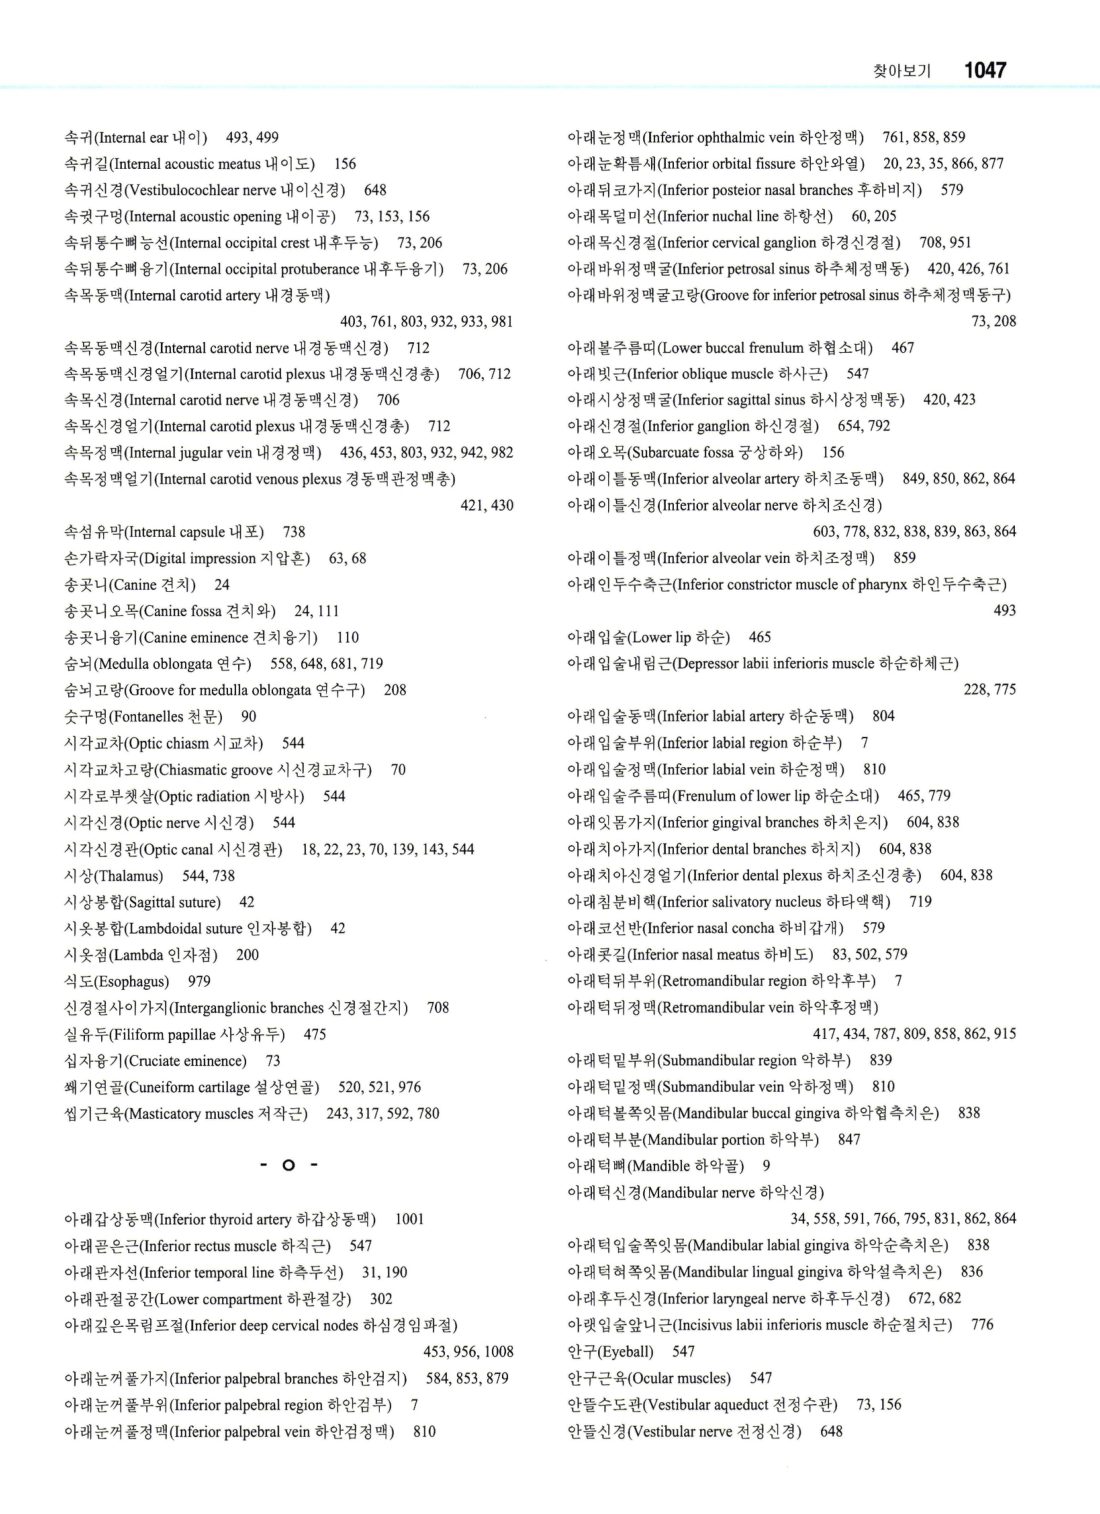 찾아보기 1047
속귀(Internal ear 내이) 493, 499
속귀길(Internal acoustic meatus 내이도) 156
속귀신경(Vestibulocochlear nerve 내이신경) 648
속귓구멍(Internal acoustic opening 내이공) 73, 153, 156
속뒤통수뼈능선(Internal occipital crest 내후두능) 73, 206
속뒤통수뼈융기(Internal occipital protuberance 내후두융기) 73, 206
속목동맥(Internal carotid artery 내경동맥)
403, 761, 803, 932, 933, 981
속목동맥신경(Internal carotid nerve 내경동맥신경) 712
속목동맥신경얼기(Internal carotid plexus 내경동맥신경총) 706, 712
속목신경(Internal carotid nerve 내경동맥신경) 706
속목신경얼기(Internal carotid plexus 내경동맥신경총) 712
속목정맥(Internal jugular vein 내경정맥) 436, 453, 803, 932, 942, 982
속목정맥얼기(Internal carotid venous plexus 경동맥관정맥총)
421, 430
속섬유막(Internal capsule 내포) 738
손가락자국(Digital impression 지압흔) 63, 68
송곳니(Canine 견치) 24
송곳니오목(Canine fossa 견치와) 24, 111
송곳니융기(Canine eminence 견치융기) 110
숨뇌(Medulla oblongata 연수) 558, 648, 681, 719
숨뇌고랑(Groove for medulla oblongata 연수구) 208
숫구멍(Fontanelles 천문) 90
시각교차(Optic chiasm 시교차) 544
시각교차고랑(Chiasmatic groove 시신경교차구) 70
시각로부챗살(Optic radiation 시방사) 544
시각신경(Optic nerve 시신경) 544
시각신경관(Optic canal 시신경관) 18, 22, 23, 70, 139, 143, 544
시상(Thalamus) 544, 738
시상봉합(Sagittal suture) 42
시옷봉합(Lambdoidal suture 인자봉합) 42
시옷점(Lambda 인자점) 200
식도(Esophagus) 979
신경절사이가지(Interganglionic branches 신경절간지) 708
실유두(Filiform papillae 사상유두) 475
십자융기(Cruciate eminence) 73
쐐기연골(Cuneiform cartilage 설상연골) 520, 521, 976
씹기근육(Masticatory muscles 저작근) 243, 317, 592, 780
- ㅇ -
아래갑상동맥(Inferior thyroid artery 하갑상동맥) 1001
아래곧은근(Inferior rectus muscle 하직근) 547
아래관자선(Inferior temporal line 하측두선) 31, 190
아래관절공간(Lower compartment 하관절강) 302
아래깊은목림프절(Inferior deep cervical nodes 하심경임파절)
453, 956, 1008
아래눈꺼풀가지(Inferior palpebral branches 하안검지) 584, 853, 879
아래눈꺼풀부위(Inferior palpebral region 하안검부) 7
아래눈꺼풀정맥(Inferior palpebral vein 하안검정맥) 810
아래눈정맥(Inferior ophthalmic vein 하안정맥) 761, 858, 859
아래눈확틈새(Inferior orbital fissure 하안와열) 20, 23, 35, 866, 877
아래뒤코가지(Inferior posteior nasal branches 후하비지) 579
아래목덜미선(Inferior nuchal line 하항선) 60, 205
아래목신경절(Inferior cervical ganglion 하경신경절) 708, 951
아래바위정맥굴(Inferior petrosal sinus 하추체정맥동) 420, 426, 761
아래바위정맥굴고랑(Groove for inferior petrosal sinus 하추체정맥동구)
73, 208
아래볼주름띠(Lower buccal frenulum 하협소대) 467
아래빗근(Inferior oblique muscle 하사근) 547
아래시상정맥굴(Inferior sagittal sinus 하시상정맥동) 420, 423
아래신경절(Inferior ganglion 하신경절) 654, 792
아래오목(Subarcuate fossa 궁상하와) 156
아래이틀동맥(Inferior alveolar artery 하치조동맥) 849, 850, 862, 864
아래이틀신경(Inferior alveolar nerve 하치조신경)
603, 778, 832, 838, 839, 863, 864
아래이틀정맥(Inferior alveolar vein 하치조정맥) 859
아래인두수축근(Inferior constrictor muscle of pharynx 하인두수축근)
493
아래입술(Lower lip 하순) 465
아래입술내림근(Depressor labii inferioris muscle 하순하체근)
228, 775
아래입술동맥(Inferior labial artery 하순동맥) 804
아래입술부위(Inferior labial region 하순부) 7
아래입술정맥(Inferior labial vein 하순정맥) 810
아래입술주름띠(Frenulum of lower lip 하순소대) 465, 779
아래잇몸가지(Inferior gingival branches 하치은지) 604, 838
아래치아가지(Inferior dental branches 하치지) 604, 838
아래치아신경얼기(Inferior dental plexus 하치조신경총) 604, 838
아래침분비핵(Inferior salivatory nucleus 하타액핵) 719
아래코선반(Inferior nasal concha 하비갑개) 579
아래콧길(Inferior nasal meatus 하비도) 83, 502, 579
아래턱뒤부위(Retromandibular region 하악후부) 7
아래턱뒤정맥(Retromandibular vein 하악후정맥)
417, 434, 787, 809, 858, 862, 915
아래턱밑부위(Submandibular region 악하부) 839
아래턱밑정맥(Submandibular vein 악하정맥) 810
아래턱볼쪽잇몸(Mandibular buccal gingiva 하악협측치은) 838
아래턱부분(Mandibular portion 하악부) 847
아래턱뼈(Mandible 하악골) 9
아래턱신경(Mandibular nerve 하악신경)
34, 558, 591, 766, 795, 831, 862, 864
아래턱입술쪽잇몸(Mandibular labial gingiva 하악순측치은) 838
아래턱혀쪽잇몸(Mandibular lingual gingiva 하악설측치은) 836
아래후두신경(Inferior laryngeal nerve 하후두신경) 672, 682
아랫입술앞니근(Incisivus labii inferioris muscle 하순절치근) 776
안구(Eyeball) 547
안구근육(Ocular muscles) 547
안뜰수도관(Vestibular aqueduct 전정수관) 73, 156
안뜰신경(Vestibular nerve 전정신경) 648